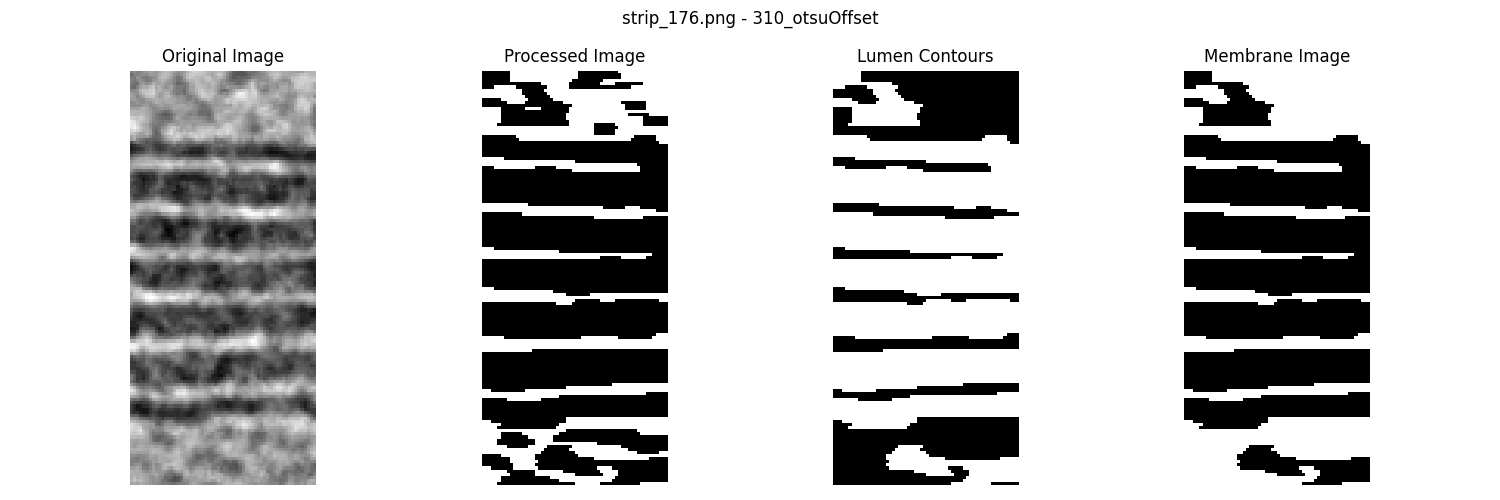 strip_176.png - 310_otsuOffset
Original Image
Processed Image
Lumen Contours
Membrane Image